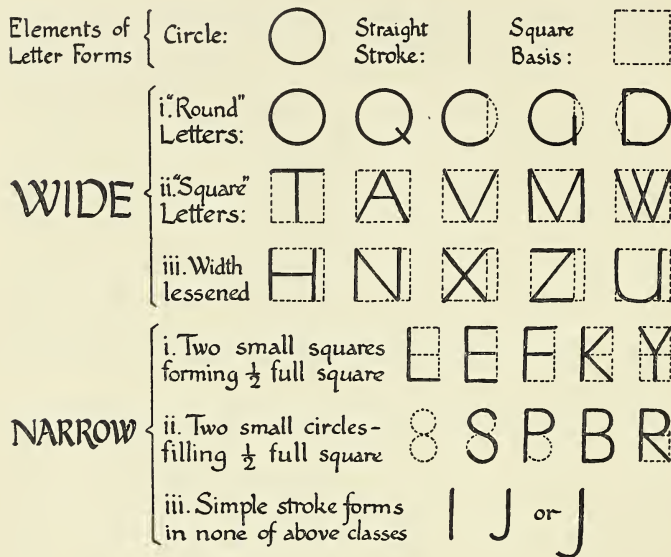 Elements of Letter Forms { Circle: Straight Stroke: Square Basis:
WIDE
i. "Round" Letters: O Q C G D
ii. "Square" Letters: T A V M W
iii. Width lessened H N X Z U
NARROW
i. Two small squares forming ½ full square L E F K Y
ii. Two small circles- filling ½ full square S P B R
iii. Simple stroke forms in none of above classes I J or J